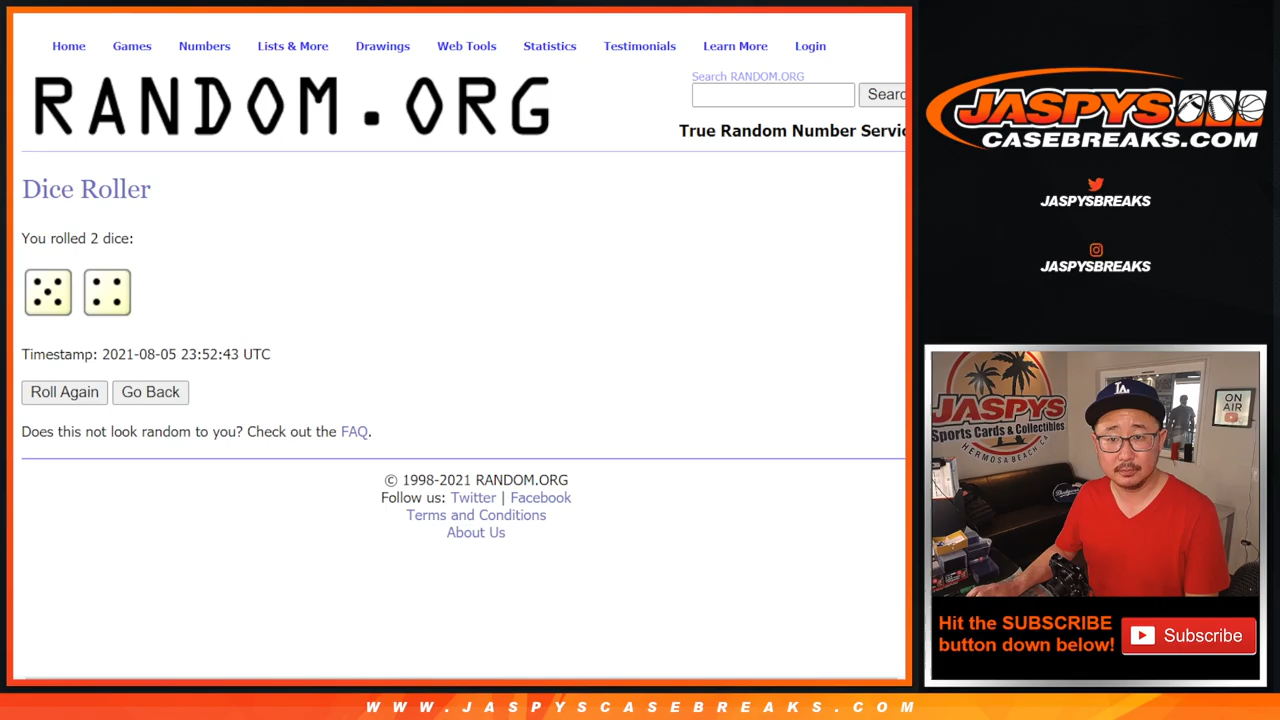 Home Games Numbers Lists & More Drawings Web Tools Statistics Testimonials Learn More Login
RANDOM.ORG
Search RANDOM.ORG
Searc
True Random Number Servic
Dice Roller
You rolled 2 dice:
Timestamp: 2021-08-05 23:52:43 UTC
Roll Again Go Back
Does this not look random to you? Check out the FAQ.
© 1998-2021 RANDOM.ORG
Follow us: Twitter | Facebook
Terms and Conditions
About Us
JASPYS
CASEBREAKS.COM
JASPYSBREAKS
JASPYSBREAKS
JASPYS
Sports Cards & Collectibles
HERMOSA BEACH CA
LA
ON
AIR
Dodgers
Hit the SUBSCRIBE
button down below!
Subscribe
WWW.JASPYSCASEBREAKS.COM